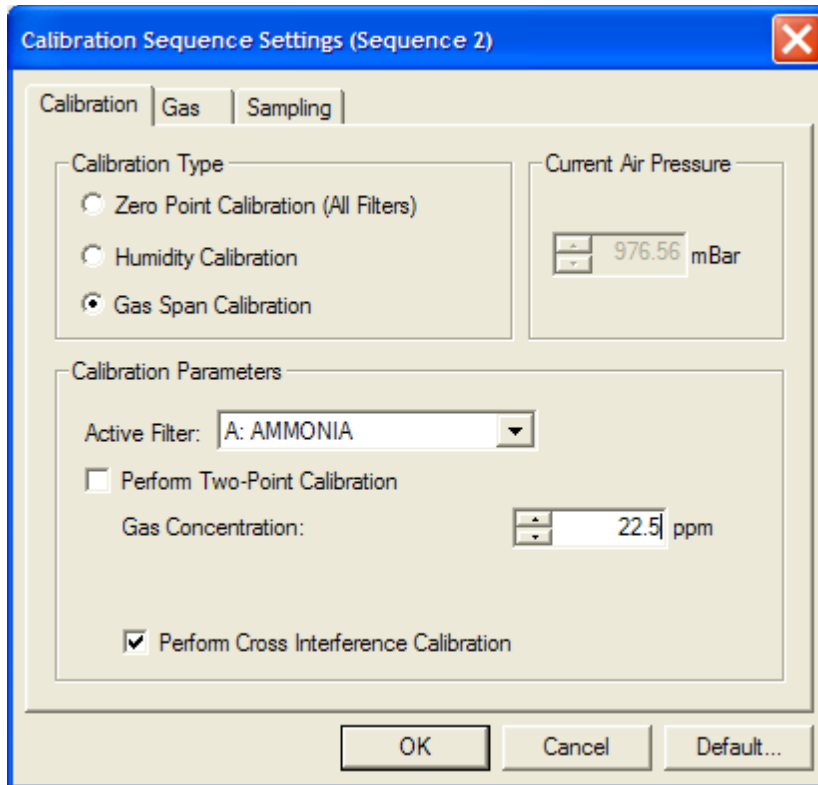 Calibration Sequence Settings (Sequence 2)
Calibration Gas Sampling
Calibration Type
Zero Point Calibration (All Filters)
Humidity Calibration
Gas Span Calibration
Current Air Pressure
976.56 mBar
Calibration Parameters
Active Filter: A: AMMONIA
Perform Two-Point Calibration
Gas Concentration: 22.5 ppm
Perform Cross Interference Calibration
OK Cancel Default...